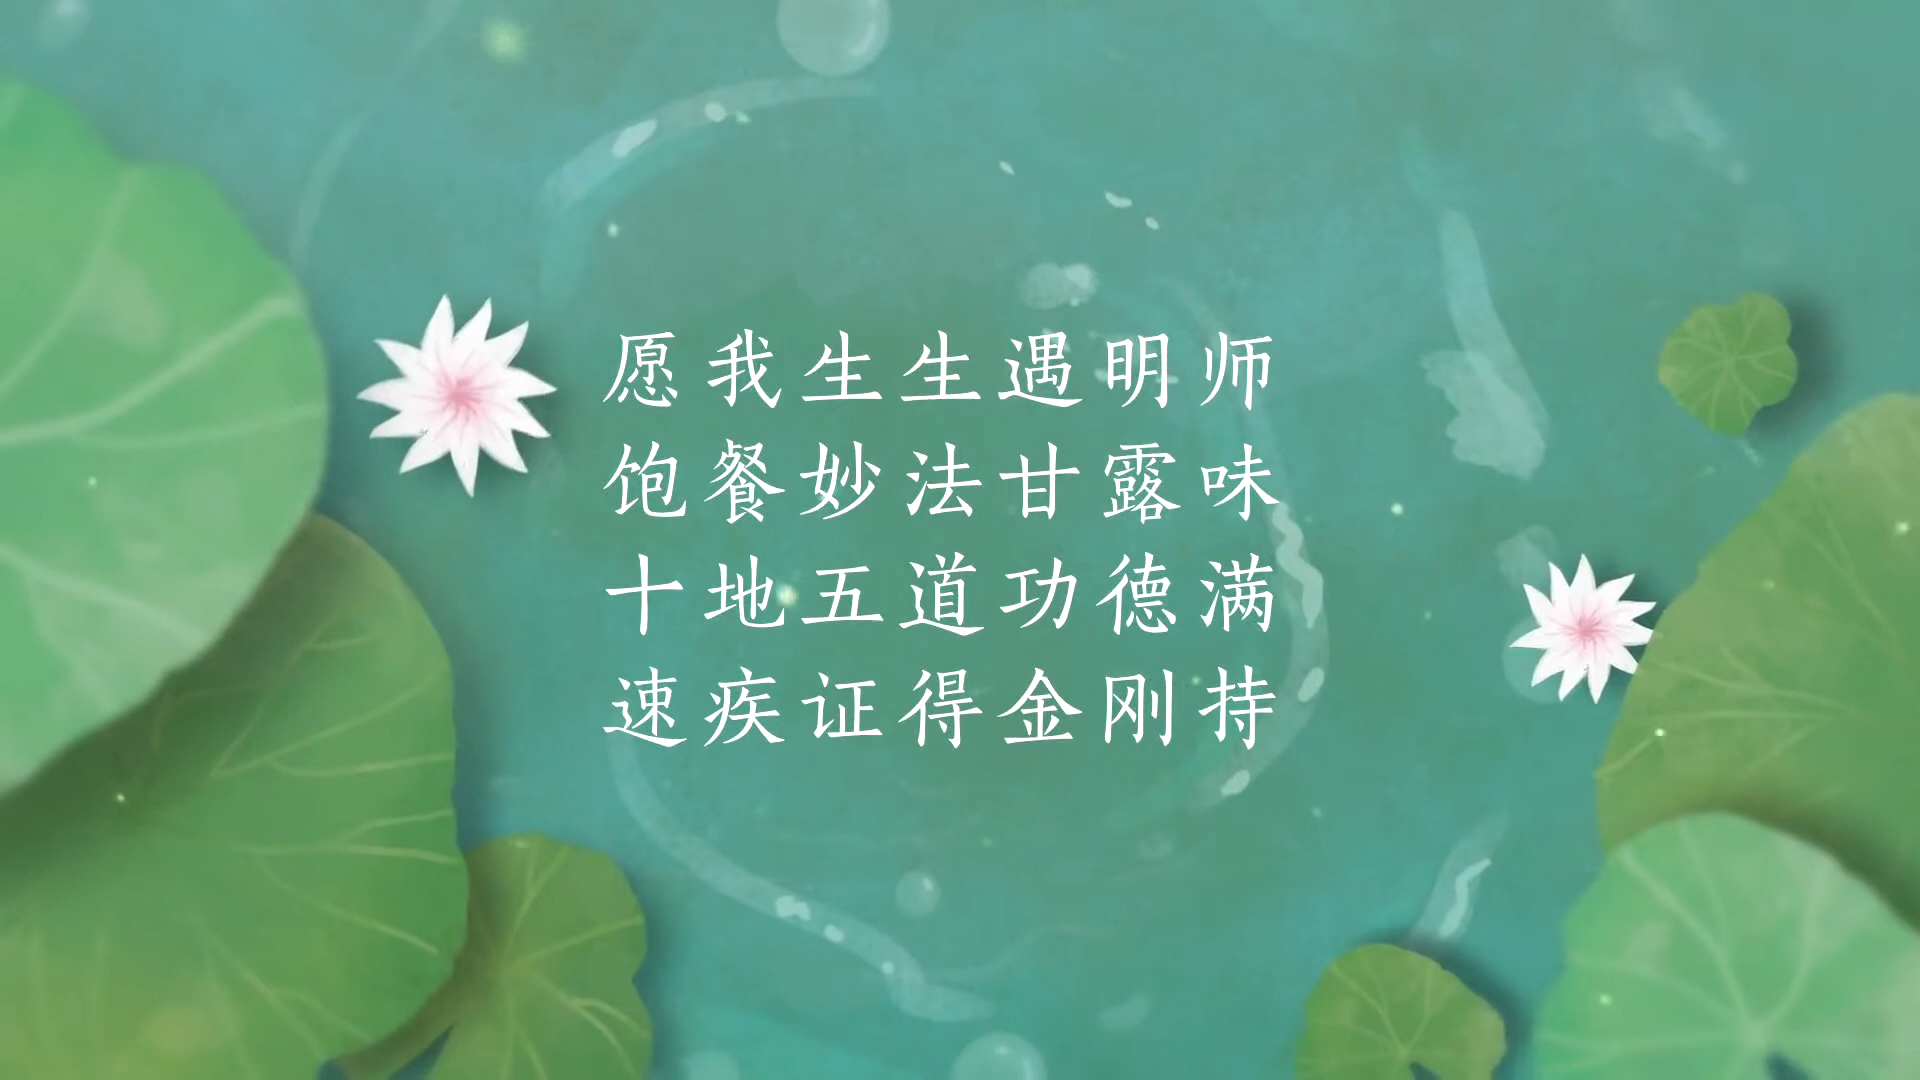 愿我生生遇明师
饱餐妙法甘露味
十地五道功德满
速疾证得金刚持